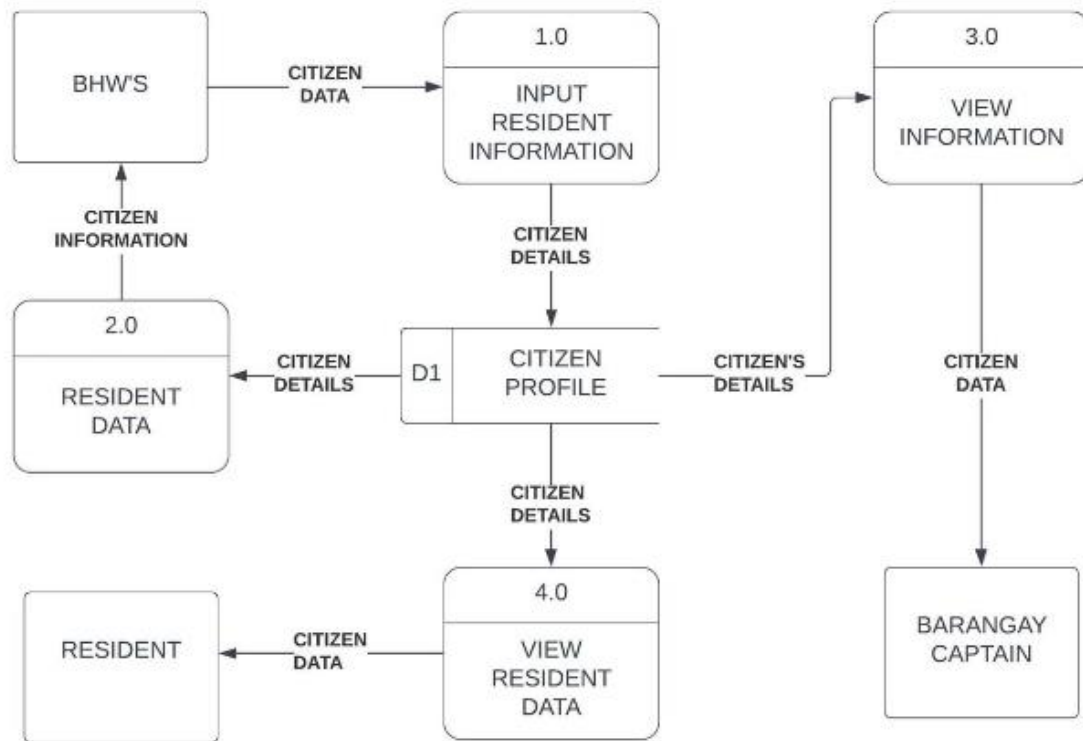 BHW'S
CITIZEN
DATA
1.0
INPUT
RESIDENT
INFORMATION
3.0
VIEW
INFORMATION
CITIZEN
INFORMATION
CITIZEN
DETAILS
2.0
RESIDENT
DATA
CITIZEN
DETAILS
D1
CITIZEN
PROFILE
CITIZEN'S
DETAILS
CITIZEN
DATA
CITIZEN
DETAILS
RESIDENT
CITIZEN
DATA
4.0
VIEW
RESIDENT
DATA
BARANGAY
CAPTAIN